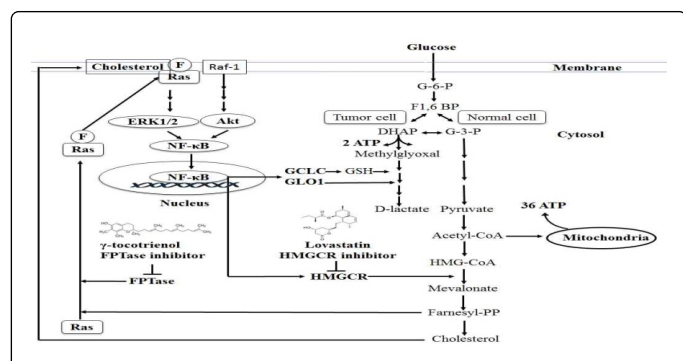 Glucose
Cholesterol F Ras Raf-1 Membrane
G-6-P
F1,6 BP
Tumor cell Normal cell
ERK1/2 Akt
DHAP G-3-P Cytosol
F
Ras
NF-κB
2 ATP
Methylglyoxal
NF-κB
GCLC GSH
GLO1
Nucleus
D-lactate Pyruvate 36 ATP
γ-tocotrienol
FPTase inhibitor
Lovastatin
HMGCR inhibitor
Acetyl-CoA Mitochondria
HMG-CoA
FPTase HMGCR
Mevalonate
Ras Farnesyl-PP
Cholesterol